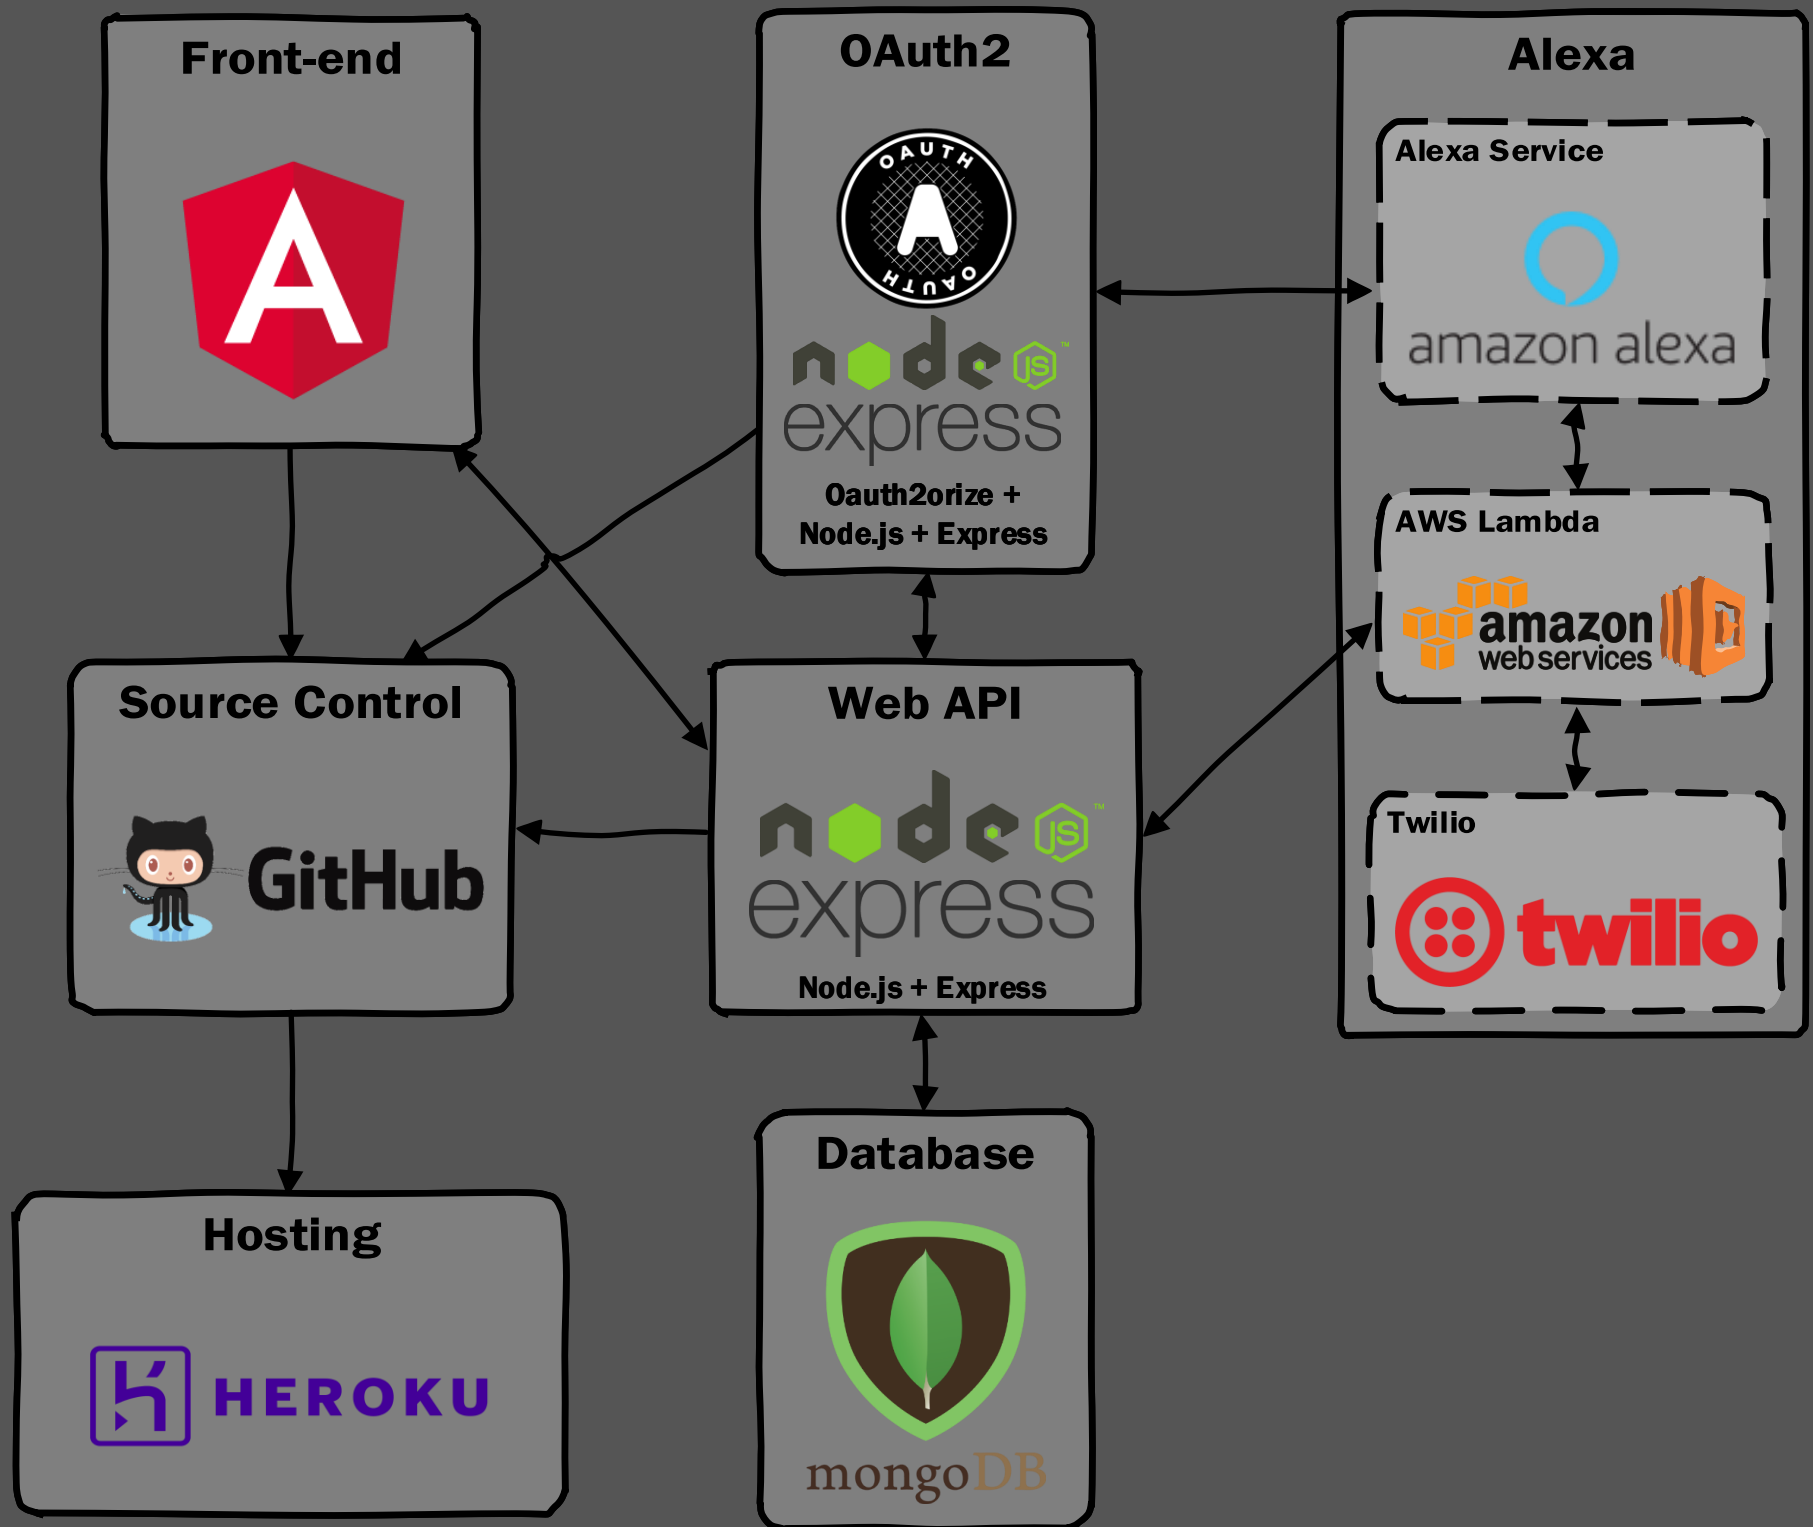 Front-end
OAuth2
OAUTH
A
OAUTH
node JS ™
express
Oauth2orize +
Node.js + Express
Alexa
Alexa Service
amazon alexa
AWS Lambda
amazon
web services
Twilio
twilio
Source Control
GitHub
Web API
node JS ™
express
Node.js + Express
Hosting
HEROKU
Database
mongoDB